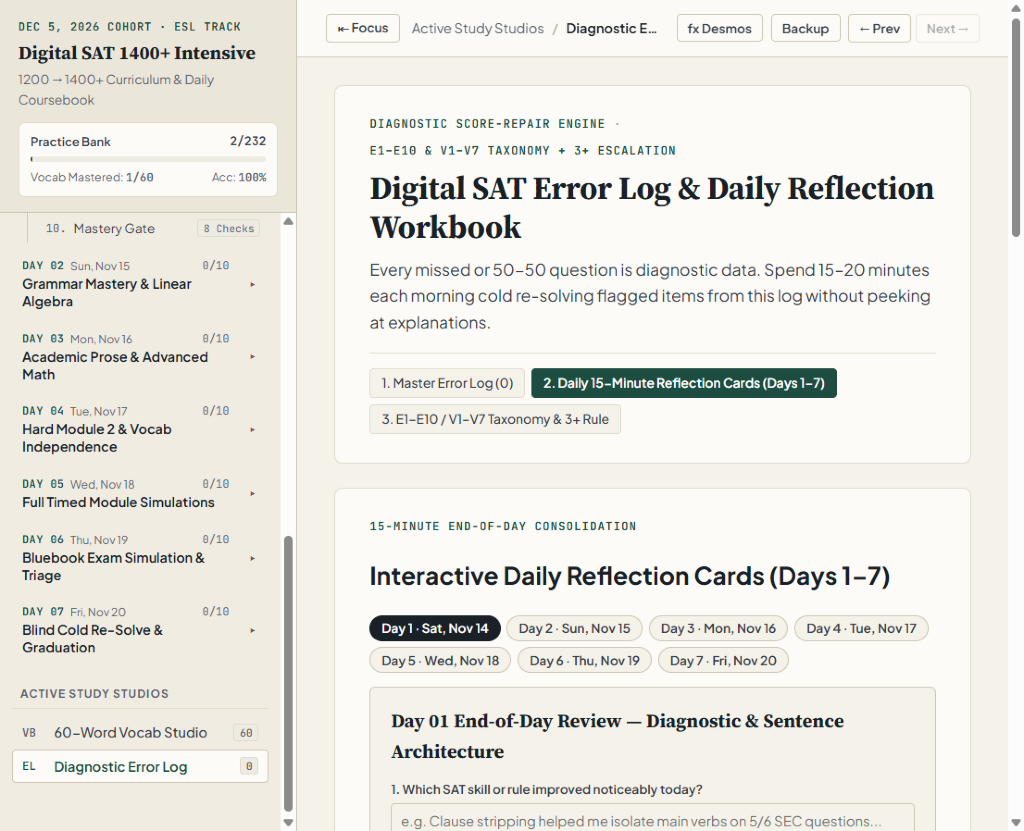 DEC 5, 2026 COHORT · ESL TRACK
Digital SAT 1400+ Intensive
1200 → 1400+ Curriculum & Daily
Coursebook
Practice Bank 2/232
Vocab Mastered: 1/60 Acc: 100%
10. Mastery Gate 8 Checks
DAY 02 Sun, Nov 15 0/10
Grammar Mastery & Linear
Algebra
DAY 03 Mon, Nov 16 0/10
Academic Prose & Advanced
Math
DAY 04 Tue, Nov 17 0/10
Hard Module 2 & Vocab
Independence
DAY 05 Wed, Nov 18 0/10
Full Timed Module Simulations
DAY 06 Thu, Nov 19 0/10
Bluebook Exam Simulation &
Triage
DAY 07 Fri, Nov 20 0/10
Blind Cold Re-Solve &
Graduation
ACTIVE STUDY STUDIOS
VB 60-Word Vocab Studio 60
EL Diagnostic Error Log 0
⇤ Focus Active Study Studios / Diagnostic E... fx Desmos Backup ← Prev Next →
DIAGNOSTIC SCORE-REPAIR ENGINE ·
E1–E10 & V1–V7 TAXONOMY + 3+ ESCALATION
Digital SAT Error Log & Daily Reflection
Workbook
Every missed or 50–50 question is diagnostic data. Spend 15–20 minutes
each morning cold re-solving flagged items from this log without peeking
at explanations.
1. Master Error Log (0) 2. Daily 15-Minute Reflection Cards (Days 1–7)
3. E1–E10 / V1–V7 Taxonomy & 3+ Rule
15-MINUTE END-OF-DAY CONSOLIDATION
Interactive Daily Reflection Cards (Days 1–7)
Day 1 · Sat, Nov 14 Day 2 · Sun, Nov 15 Day 3 · Mon, Nov 16 Day 4 · Tue, Nov 17
Day 5 · Wed, Nov 18 Day 6 · Thu, Nov 19 Day 7 · Fri, Nov 20
Day 01 End-of-Day Review — Diagnostic & Sentence
Architecture
1. Which SAT skill or rule improved noticeably today?
e.g. Clause stripping helped me isolate main verbs on 5/6 SEC questions...